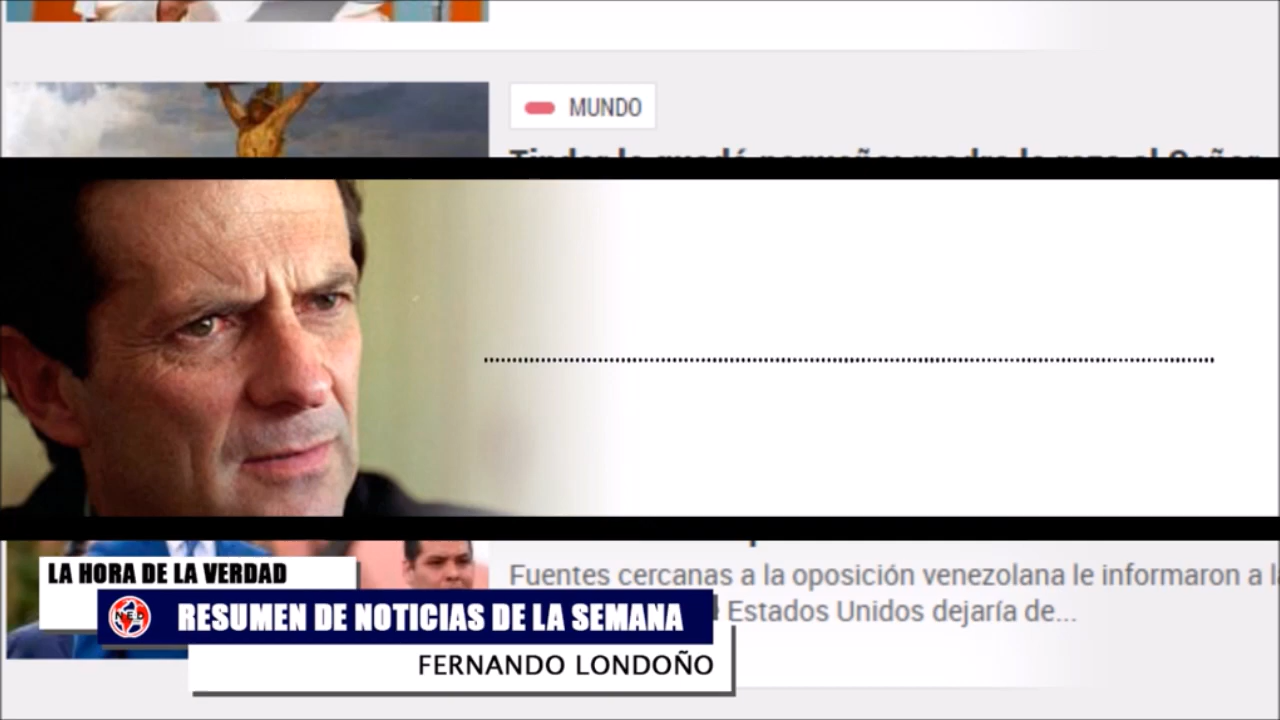 MUNDO
LA HORA DE LA VERDAD
RESUMEN DE NOTICIAS DE LA SEMANA
FERNANDO LONDOÑO
Fuentes cercanas a la oposición venezolana le informaron a
Estados Unidos dejaría de...